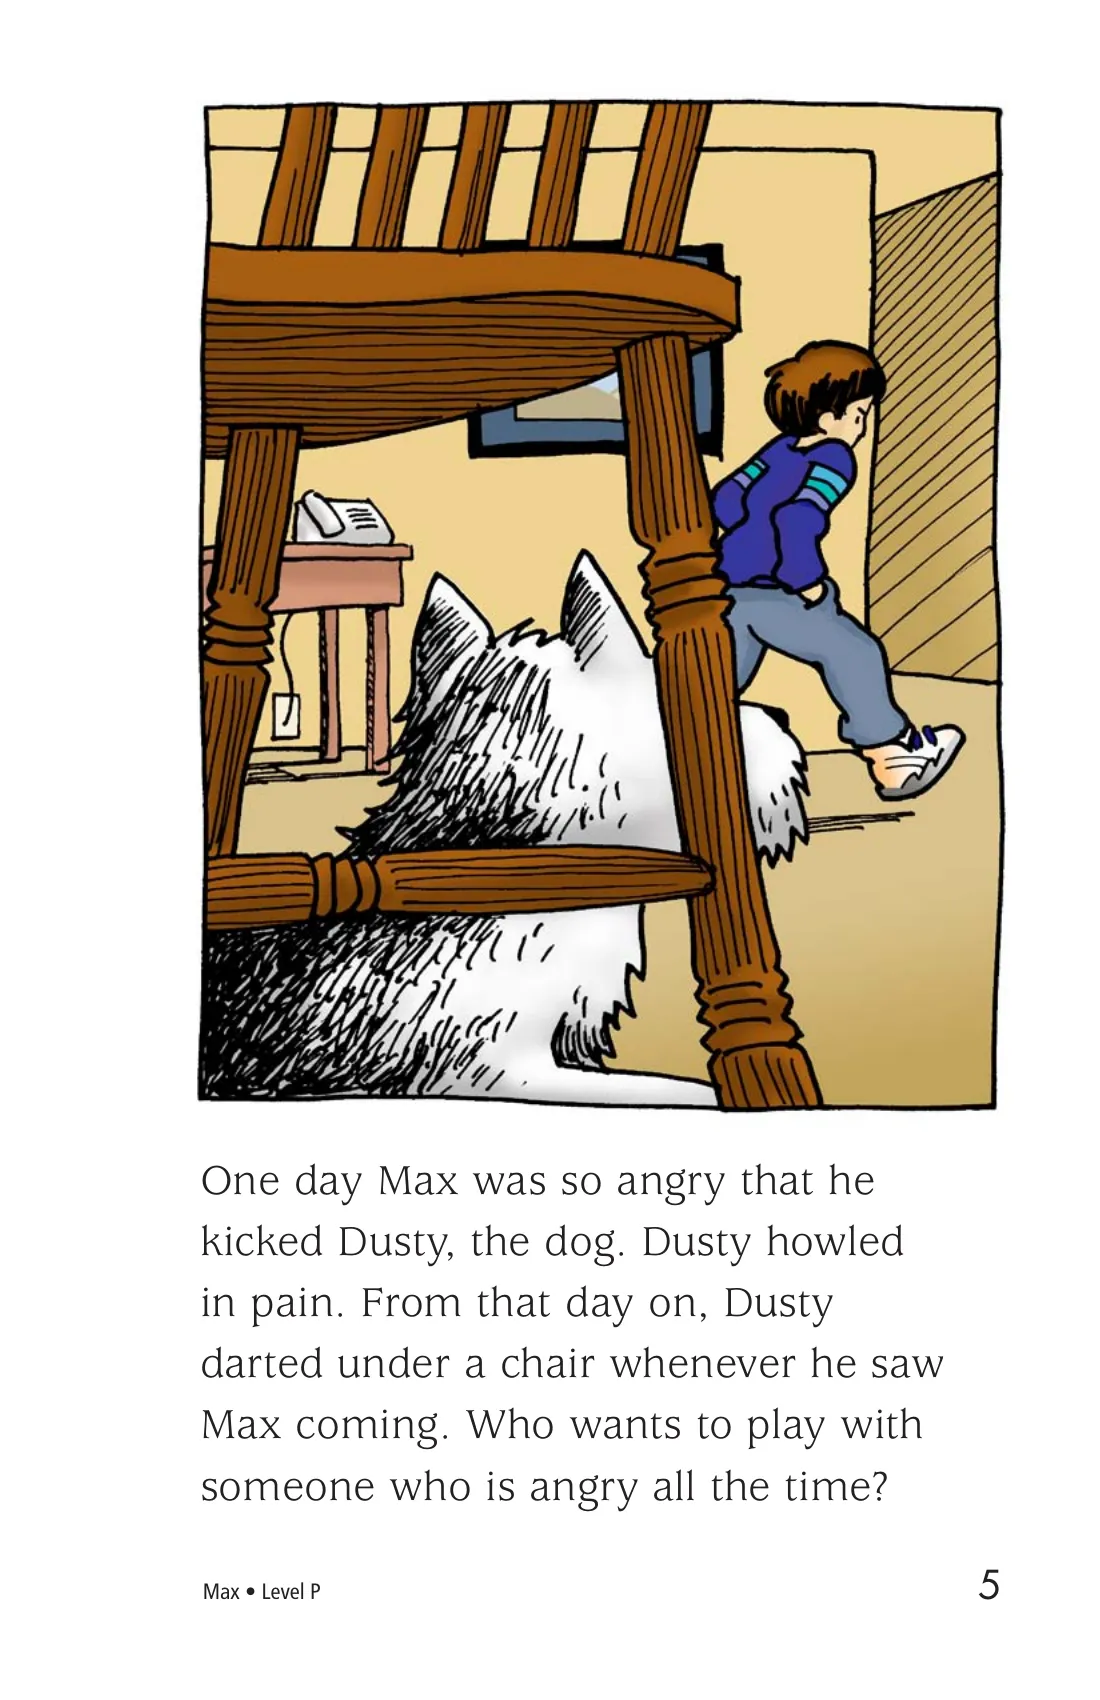 One day Max was so angry that he
kicked Dusty, the dog. Dusty howled
in pain. From that day on, Dusty
darted under a chair whenever he saw
Max coming. Who wants to play with
someone who is angry all the time?
Max • Level P
5